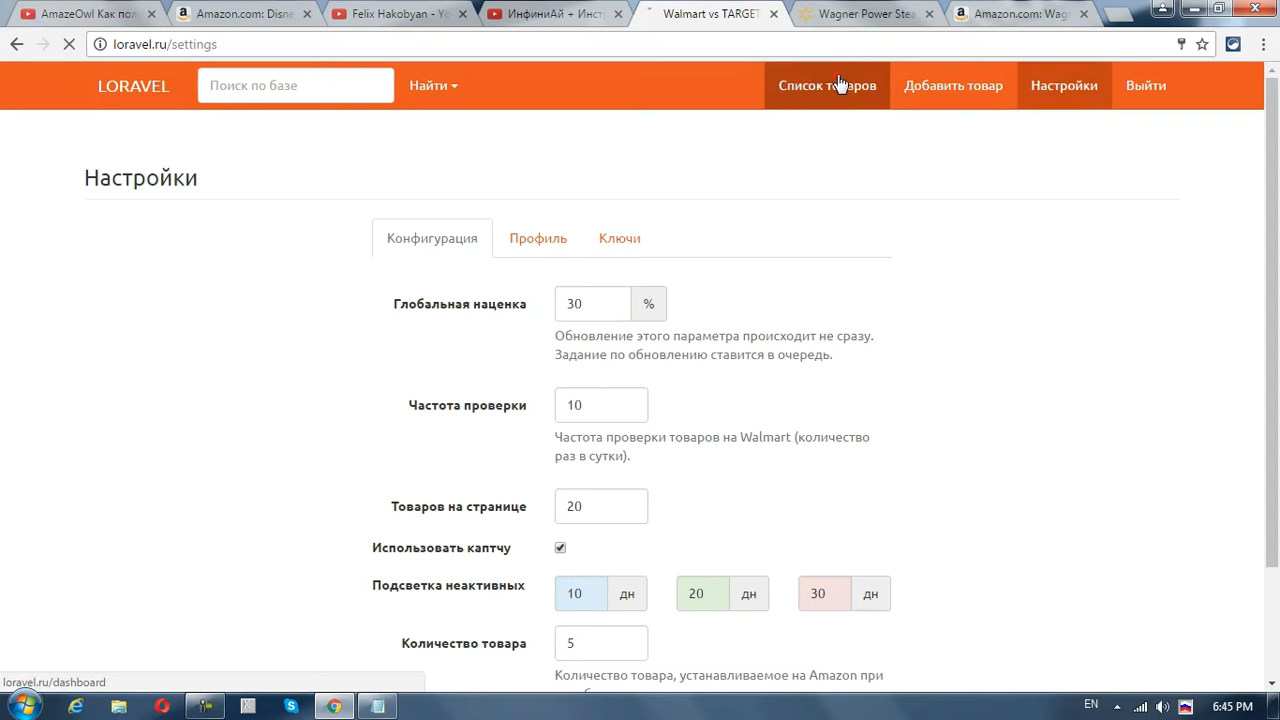 AmazeOwl Как пол
Amazon.com: Disne
Felix Hakobyan - Yo
ИнфиниАй + Инст
Walmart vs TARGET
Wagner Power Stea
Amazon.com: Wag
loravel.ru/settings
LORAVEL
Поиск по базе
Найти
Список товаров
Добавить товар
Настройки
Выйти
Настройки
Конфигурация
Профиль
Ключи
Глобальная наценка
30
%
Обновление этого параметра происходит не сразу.
Задание по обновлению ставится в очередь.
Частота проверки
10
Частота проверки товаров на Walmart (количество
раз в сутки).
Товаров на странице
20
Использовать каптчу
Подсветка неактивных
10
дн
20
дн
30
дн
Количество товара
5
Количество товара, устанавливаемое на Amazon при
loravel.ru/dashboard
EN
6:45 PM